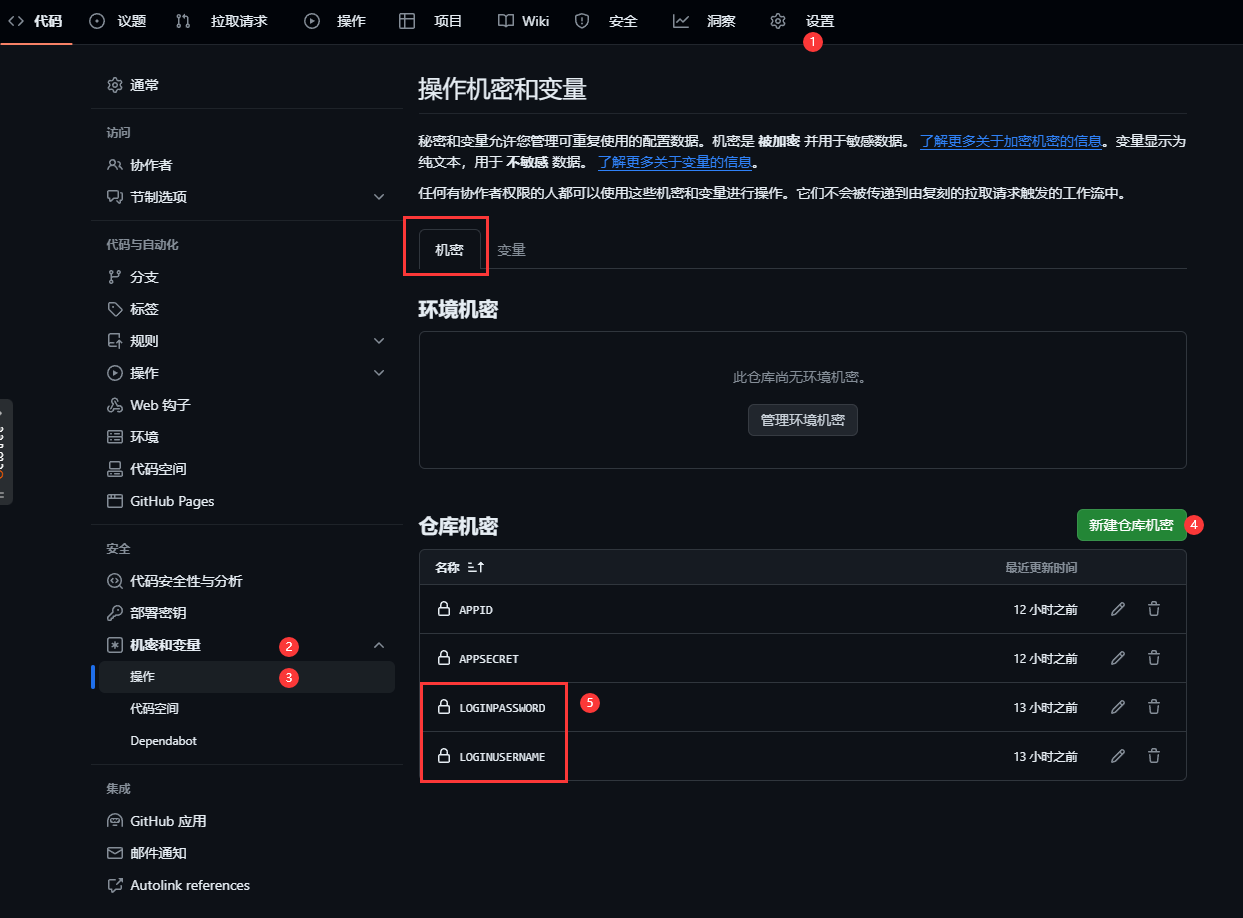 代码 议题 拉取请求 操作 项目 Wiki 安全 洞察 设置
1
通常
访问
协作者
节制选项
代码与自动化
分支
标签
规则
操作
Web 钩子
环境
代码空间
GitHub Pages
安全
代码安全性与分析
部署密钥
机密和变量 2
操作 3
代码空间
Dependabot
集成
GitHub 应用
邮件通知
Autolink references
操作机密和变量
秘密和变量允许您管理可重复使用的配置数据。机密是 被加密 并用于敏感数据。 了解更多关于加密机密的信息。变量显示为
纯文本，用于 不敏感 数据。 了解更多关于变量的信息。
任何有协作者权限的人都可以使用这些机密和变量进行操作。它们不会被传递到由复刻的拉取请求触发的工作流中。
机密 变量
环境机密
此仓库尚无环境机密。
管理环境机密
仓库机密 新建仓库机密 4
名称 最近更新时间
APPID 12 小时之前
APPSECRET 12 小时之前
LOGINPASSWORD 5 13 小时之前
LOGINUSERNAME 13 小时之前